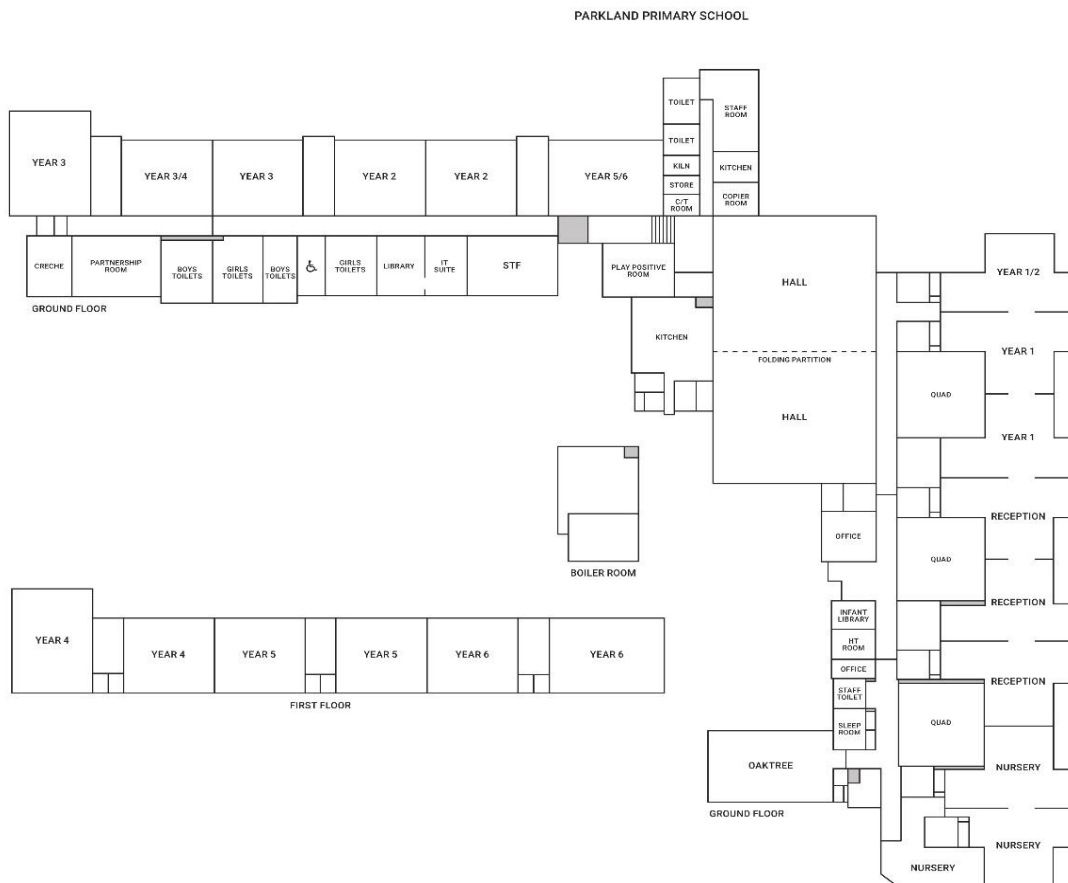 PARKLAND PRIMARY SCHOOL
TOILET
STAFF
ROOM
TOILET
YEAR 3
YEAR 3/4
YEAR 3
YEAR 2
YEAR 2
YEAR 5/6
KILN
KITCHEN
STORE
C/T
ROOM
COPIER
ROOM
CRECHE
PARTNERSHIP
ROOM
BOYS
TOILETS
GIRLS
TOILETS
BOYS
TOILETS
GIRLS
TOILETS
LIBRARY
IT
SUITE
STF
PLAY POSITIVE
ROOM
HALL
YEAR 1/2
GROUND FLOOR
KITCHEN
FOLDING PARTITION
YEAR 1
QUAD
HALL
YEAR 1
RECEPTION
OFFICE
QUAD
BOILER ROOM
RECEPTION
INFANT
LIBRARY
HT
ROOM
OFFICE
YEAR 4
YEAR 4
YEAR 5
YEAR 5
YEAR 6
YEAR 6
FIRST FLOOR
STAFF
TOILET
RECEPTION
SLEEP
ROOM
QUAD
OAKTREE
NURSERY
GROUND FLOOR
NURSERY
NURSERY